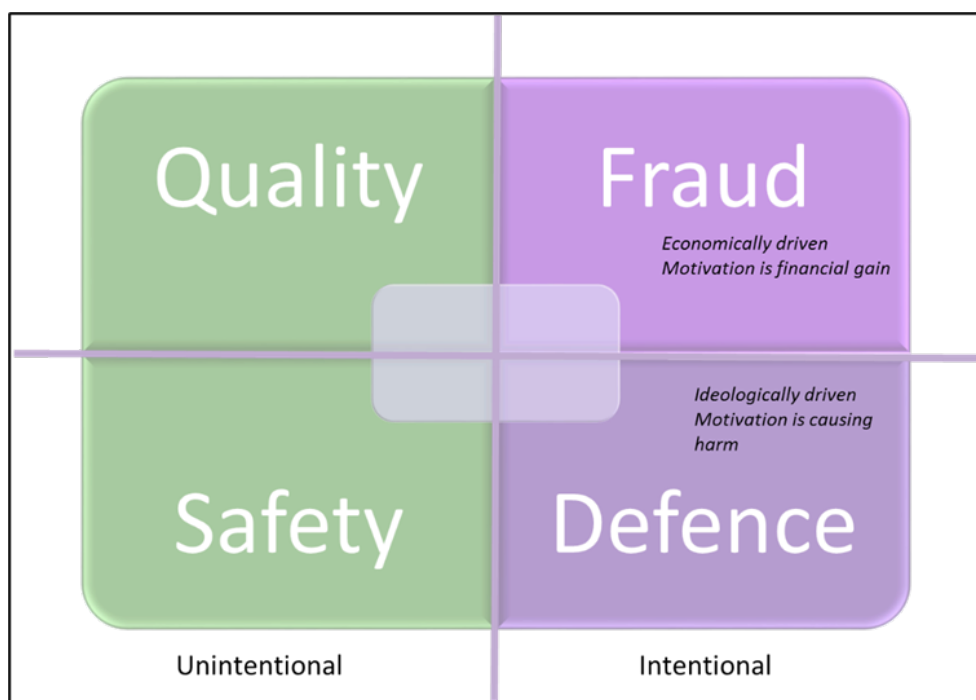 Quality
Fraud
Economically driven
Motivation is financial gain
Ideologically driven
Motivation is causing
harm
Safety
Defence
Unintentional
Intentional